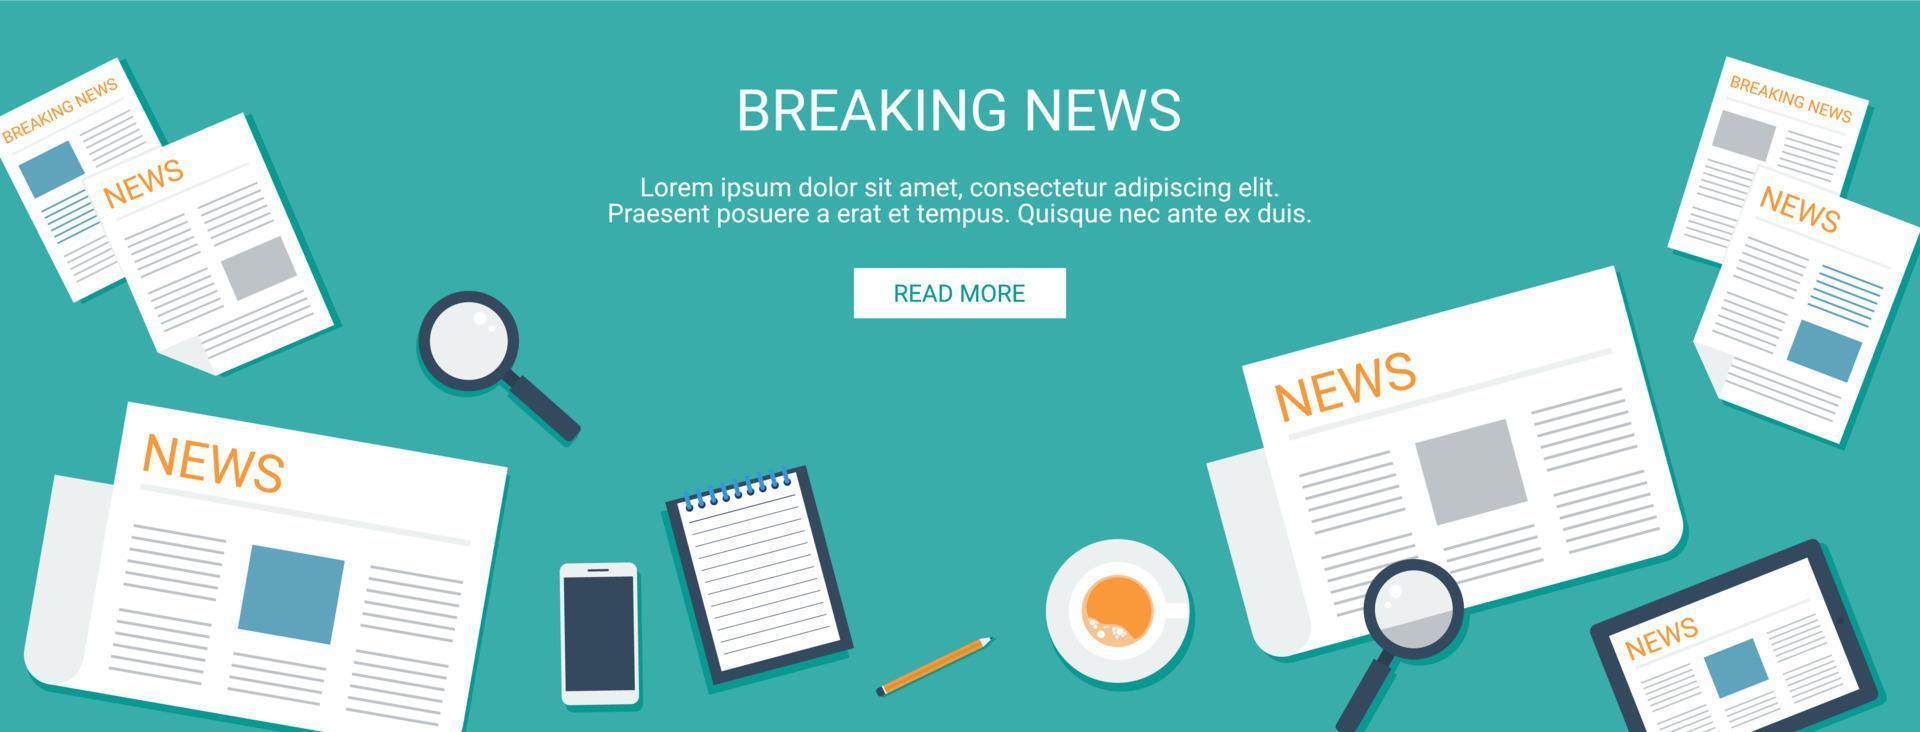 BREAKING NEWS
Lorem ipsum dolor sit amet, consectetur adipiscing elit.
Praesent posuere a erat et tempus. Quisque nec ante ex duis.
READ MORE
BREAKING NEWS
NEWS
NEWS
BREAKING NEWS
NEWS
NEWS
NEWS